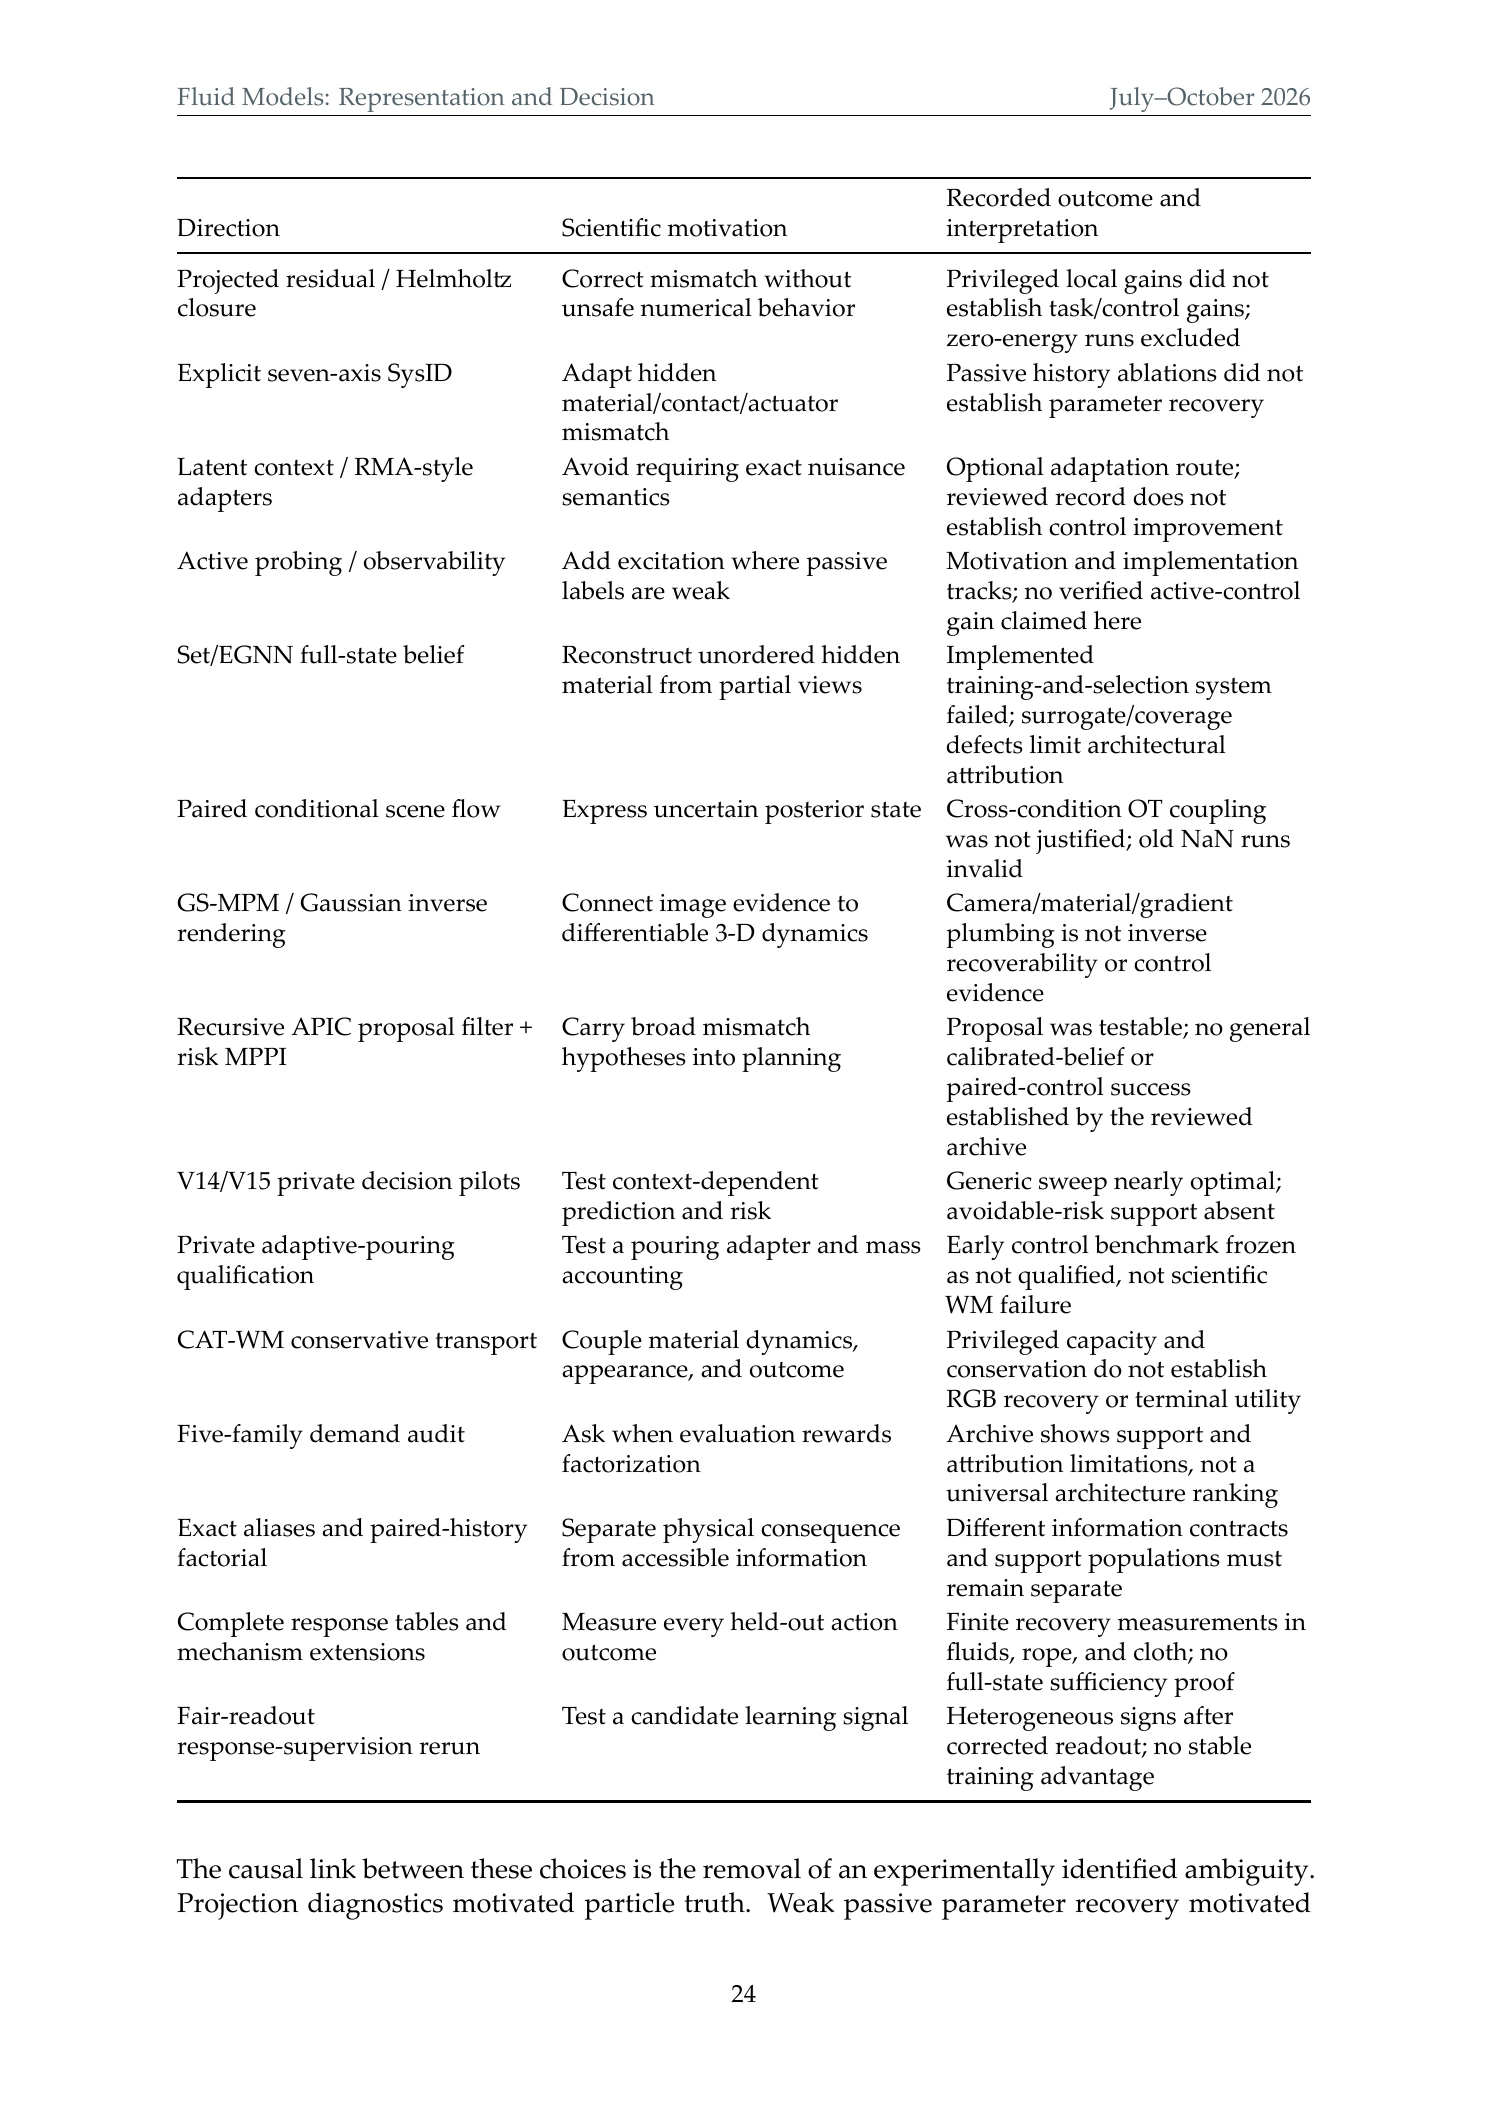 Fluid Models: Representation and Decision July–October 2026
Recorded outcome and
Direction Scientific motivation interpretation
Projected residual / Helmholtz Correct mismatch without Privileged local gains did not
closure unsafe numerical behavior establish task/control gains;
zero-energy runs excluded
Explicit seven-axis SysID Adapt hidden Passive history ablations did not
material/contact/actuator establish parameter recovery
mismatch
Latent context / RMA-style Avoid requiring exact nuisance Optional adaptation route;
adapters semantics reviewed record does not
establish control improvement
Active probing / observability Add excitation where passive Motivation and implementation
labels are weak tracks; no verified active-control
gain claimed here
Set/EGNN full-state belief Reconstruct unordered hidden Implemented
material from partial views training-and-selection system
failed; surrogate/coverage
defects limit architectural
attribution
Paired conditional scene flow Express uncertain posterior state Cross-condition OT coupling
was not justified; old NaN runs
invalid
GS-MPM / Gaussian inverse Connect image evidence to Camera/material/gradient
rendering differentiable 3-D dynamics plumbing is not inverse
recoverability or control
evidence
Recursive APIC proposal filter + Carry broad mismatch Proposal was testable; no general
risk MPPI hypotheses into planning calibrated-belief or
paired-control success
established by the reviewed
archive
V14/V15 private decision pilots Test context-dependent Generic sweep nearly optimal;
prediction and risk avoidable-risk support absent
Private adaptive-pouring Test a pouring adapter and mass Early control benchmark frozen
qualification accounting as not qualified, not scientific
WM failure
CAT-WM conservative transport Couple material dynamics, Privileged capacity and
appearance, and outcome conservation do not establish
RGB recovery or terminal utility
Five-family demand audit Ask when evaluation rewards Archive shows support and
factorization attribution limitations, not a
universal architecture ranking
Exact aliases and paired-history Separate physical consequence Different information contracts
factorial from accessible information and support populations must
remain separate
Complete response tables and Measure every held-out action Finite recovery measurements in
mechanism extensions outcome fluids, rope, and cloth; no
full-state sufficiency proof
Fair-readout Test a candidate learning signal Heterogeneous signs after
response-supervision rerun corrected readout; no stable
training advantage
The causal link between these choices is the removal of an experimentally identified ambiguity.
Projection diagnostics motivated particle truth. Weak passive parameter recovery motivated
24